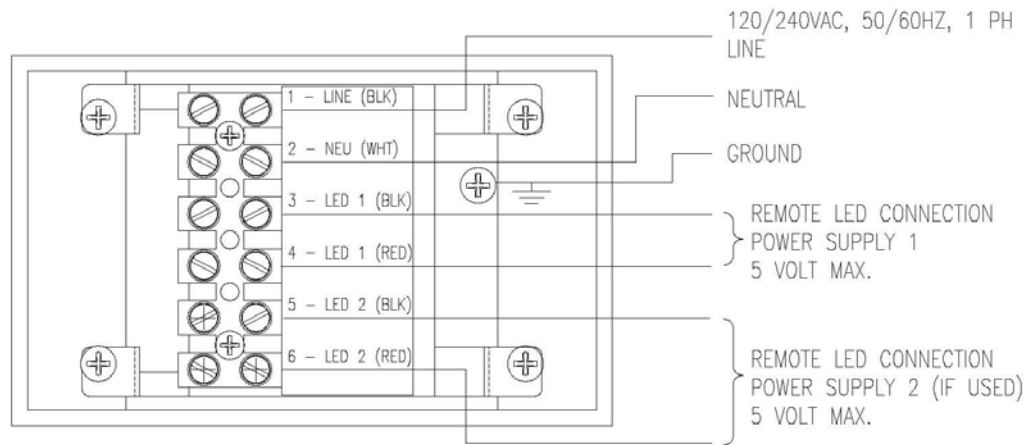 120/240VAC, 50/60HZ, 1 PH
LINE
1 – LINE (BLK)
NEUTRAL
2 – NEU (WHT)
GROUND
3 – LED 1 (BLK)
REMOTE LED CONNECTION
POWER SUPPLY 1
4 – LED 1 (RED)
5 VOLT MAX.
5 – LED 2 (BLK)
6 – LED 2 (RED)
REMOTE LED CONNECTION
POWER SUPPLY 2 (IF USED)
5 VOLT MAX.